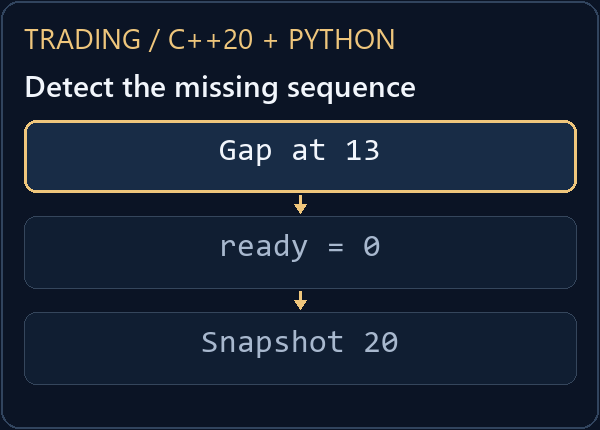 TRADING / C++20 + PYTHON
Detect the missing sequence
Gap at 13
ready = 0
Snapshot 20